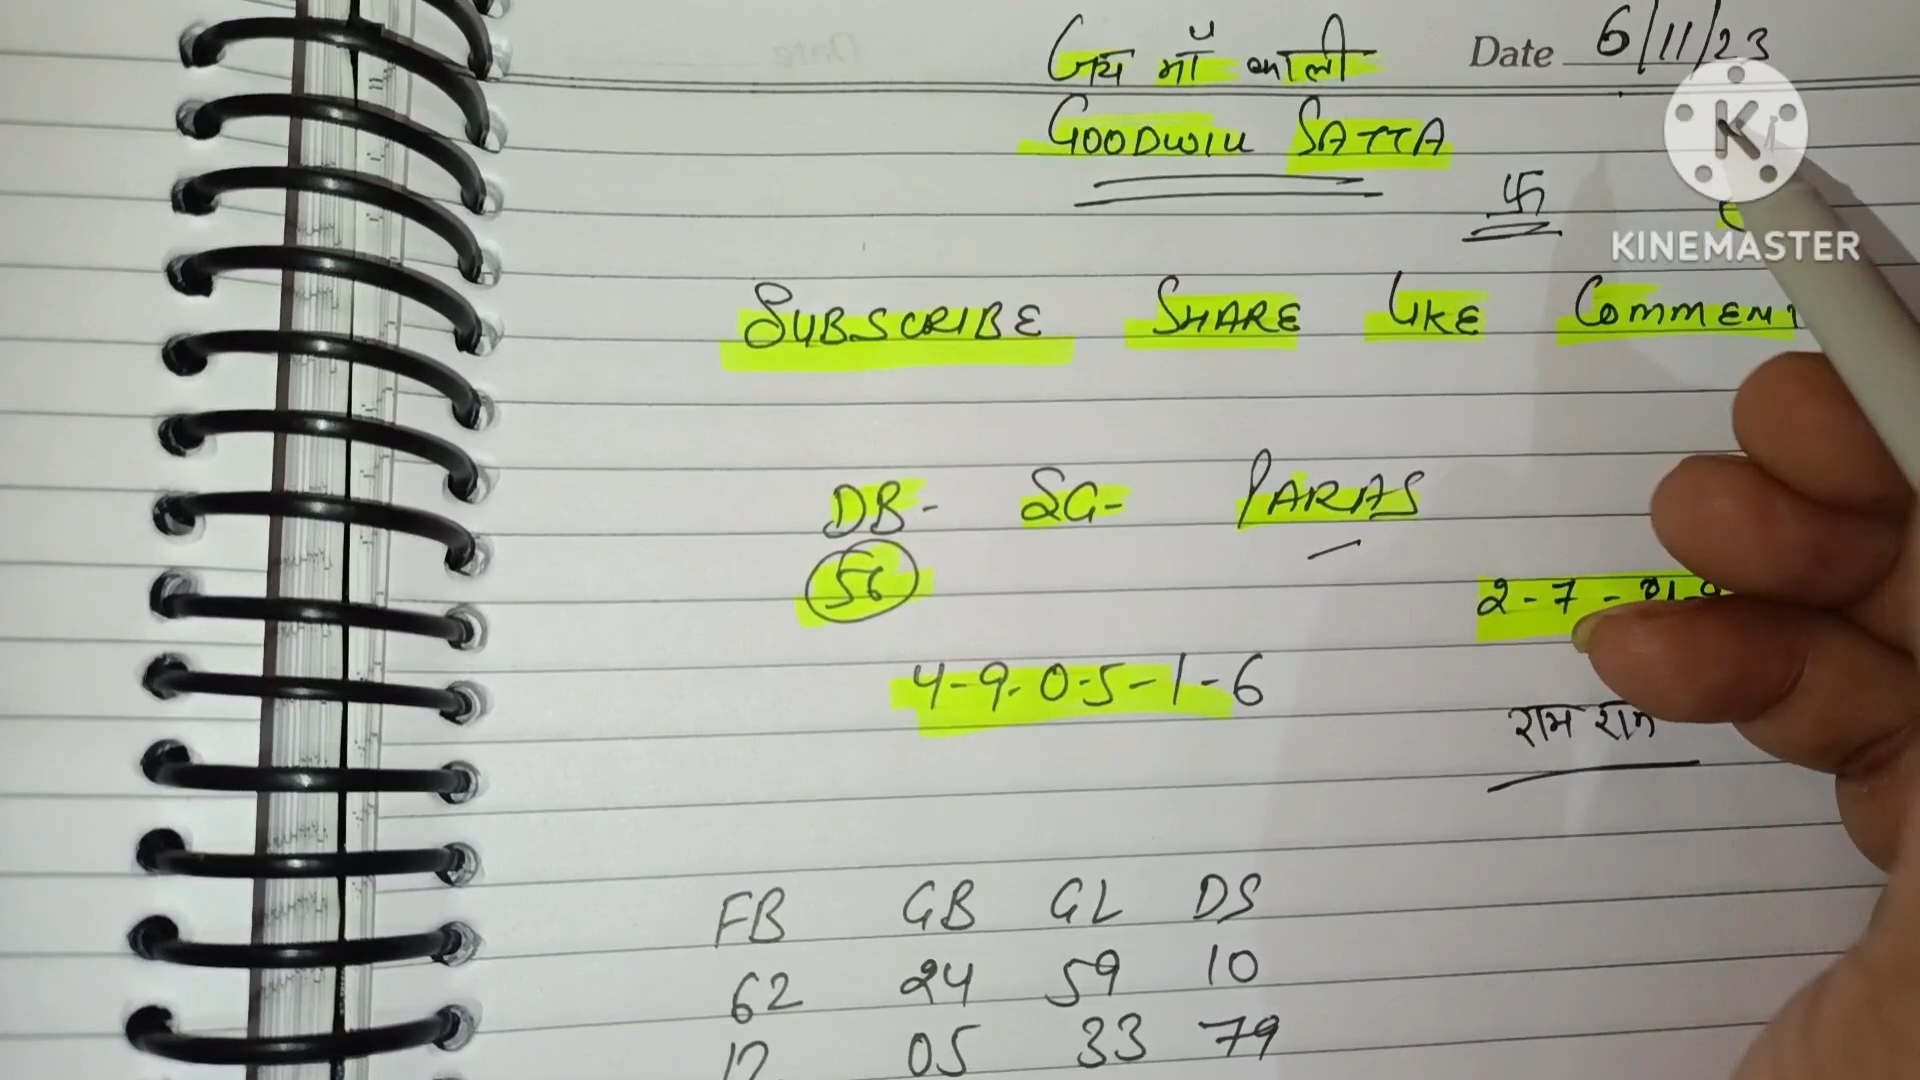 जय माँ काली Date 6/11/23
GOODWILL SATTA
卐
KINEMASTER
SUBSCRIBE SHARE LIKE COMMENT
DB- SG- PARAS
56
2-7-
4-9-0-5-1-6
राम राम
FB GB GL DS
62 24 59 10
05 33 79